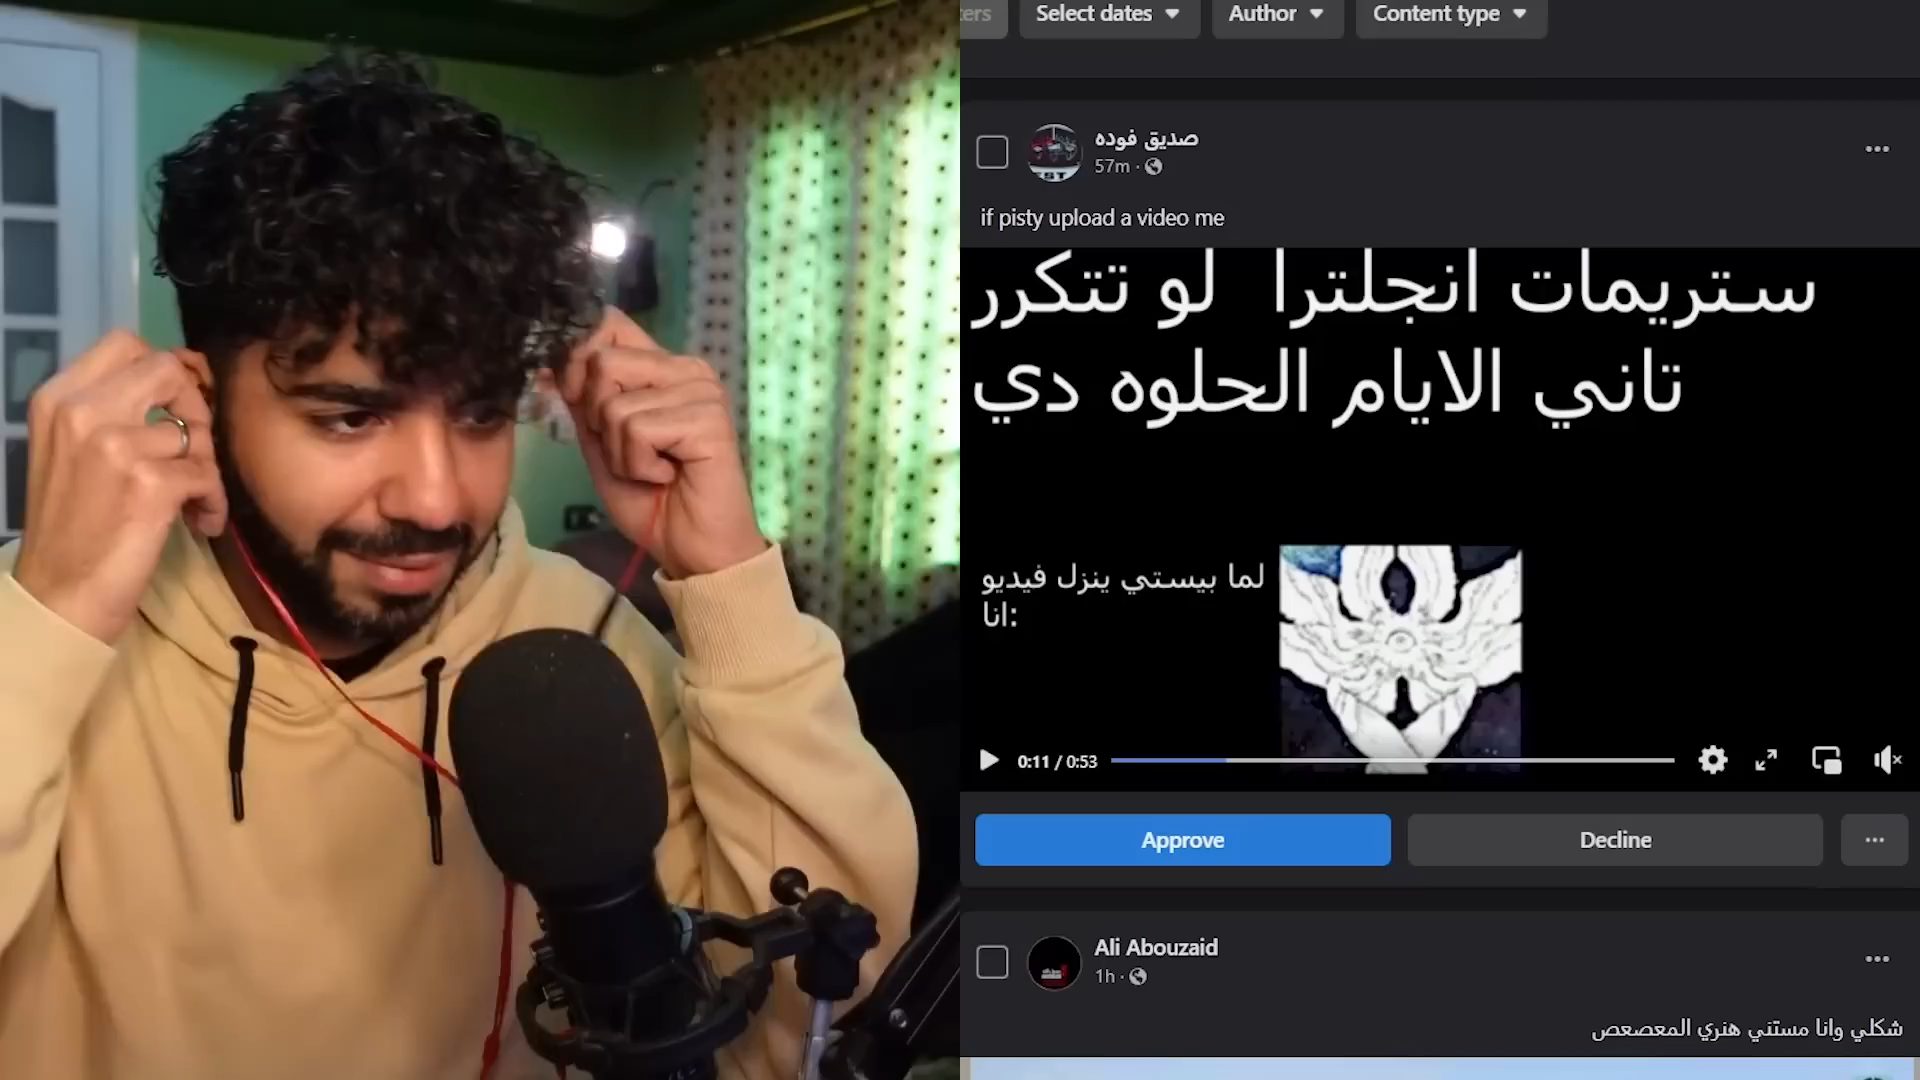 Select dates
Author
Content type
صديق فوده
57m
if pisty upload a video me
ستريمات انجلترا لو تتكرر
تاني الايام الحلوه دي
لما بيستي ينزل فيديو
انا:
0:11 / 0:53
Approve
Decline
Ali Abouzaid
1h
شكلي وانا مستني هنري المعصعص